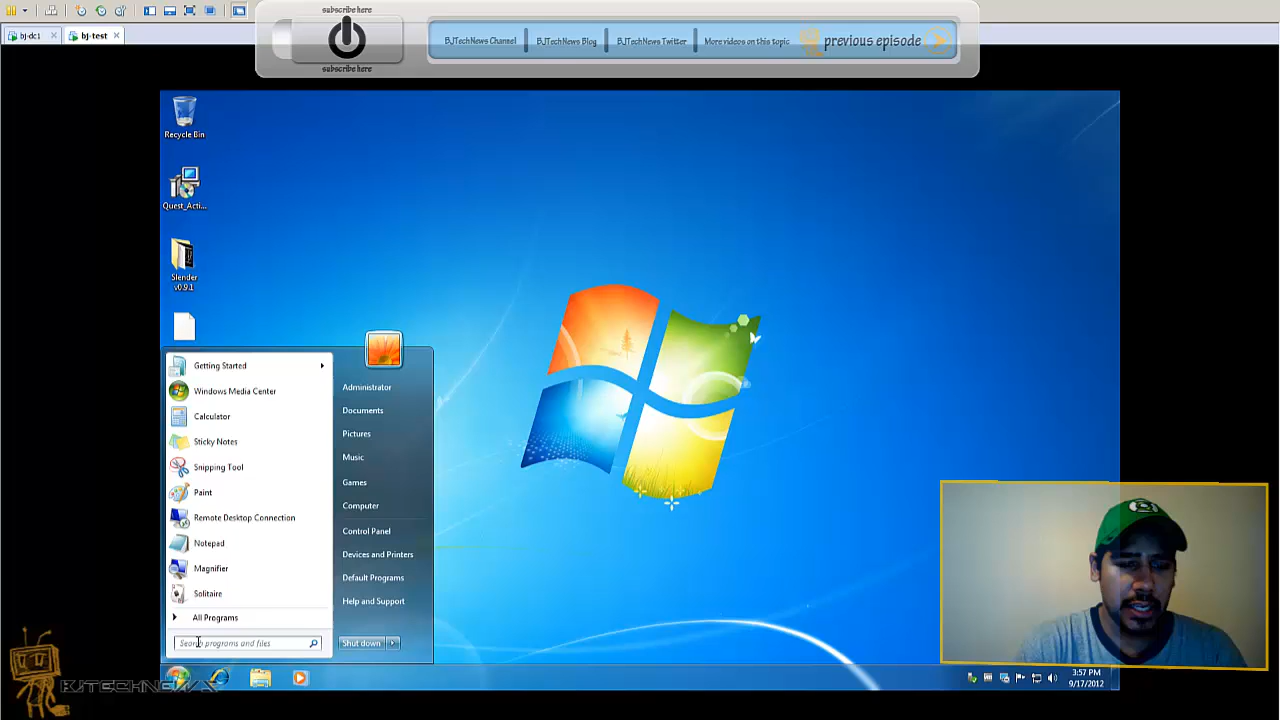 subscribe here
bj-dc1
bj-test
BJTechNews Channel
BJTechNews Blog
BJTechNews Twitter
More videos on this topic
previous episode
subscribe here
Recycle Bin
Quest_Acti...
Slender
v0.9.1
Getting Started
Windows Media Center
Calculator
Sticky Notes
Snipping Tool
Paint
Remote Desktop Connection
Notepad
Magnifier
Solitaire
All Programs
Search programs and files
Administrator
Documents
Pictures
Music
Games
Computer
Control Panel
Devices and Printers
Default Programs
Help and Support
Shut down
BJTECHNEWS
3:57 PM
9/17/2012